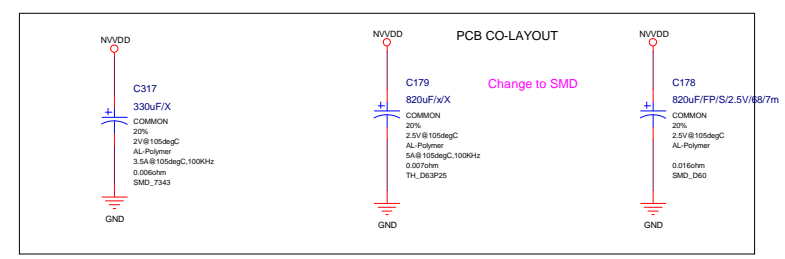 PCB CO-LAYOUT
NVVDD
C317
330uF/X
+
COMMON
20%
2V@105degC
AL-Polymer
3.5A@105degC,100KHz
0.006ohm
SMD_7343
GND
NVVDD
C179
Change to SMD
820uF/x/X
+
COMMON
20%
2.5V@105degC
AL-Polymer
5A@105degC,100KHz
0.007ohm
TH_D63P25
GND
NVVDD
C178
820uF/FP/S/2.5V/68/7m
+
COMMON
20%
2.5V@105degC
AL-Polymer
0.016ohm
SMD_D60
GND